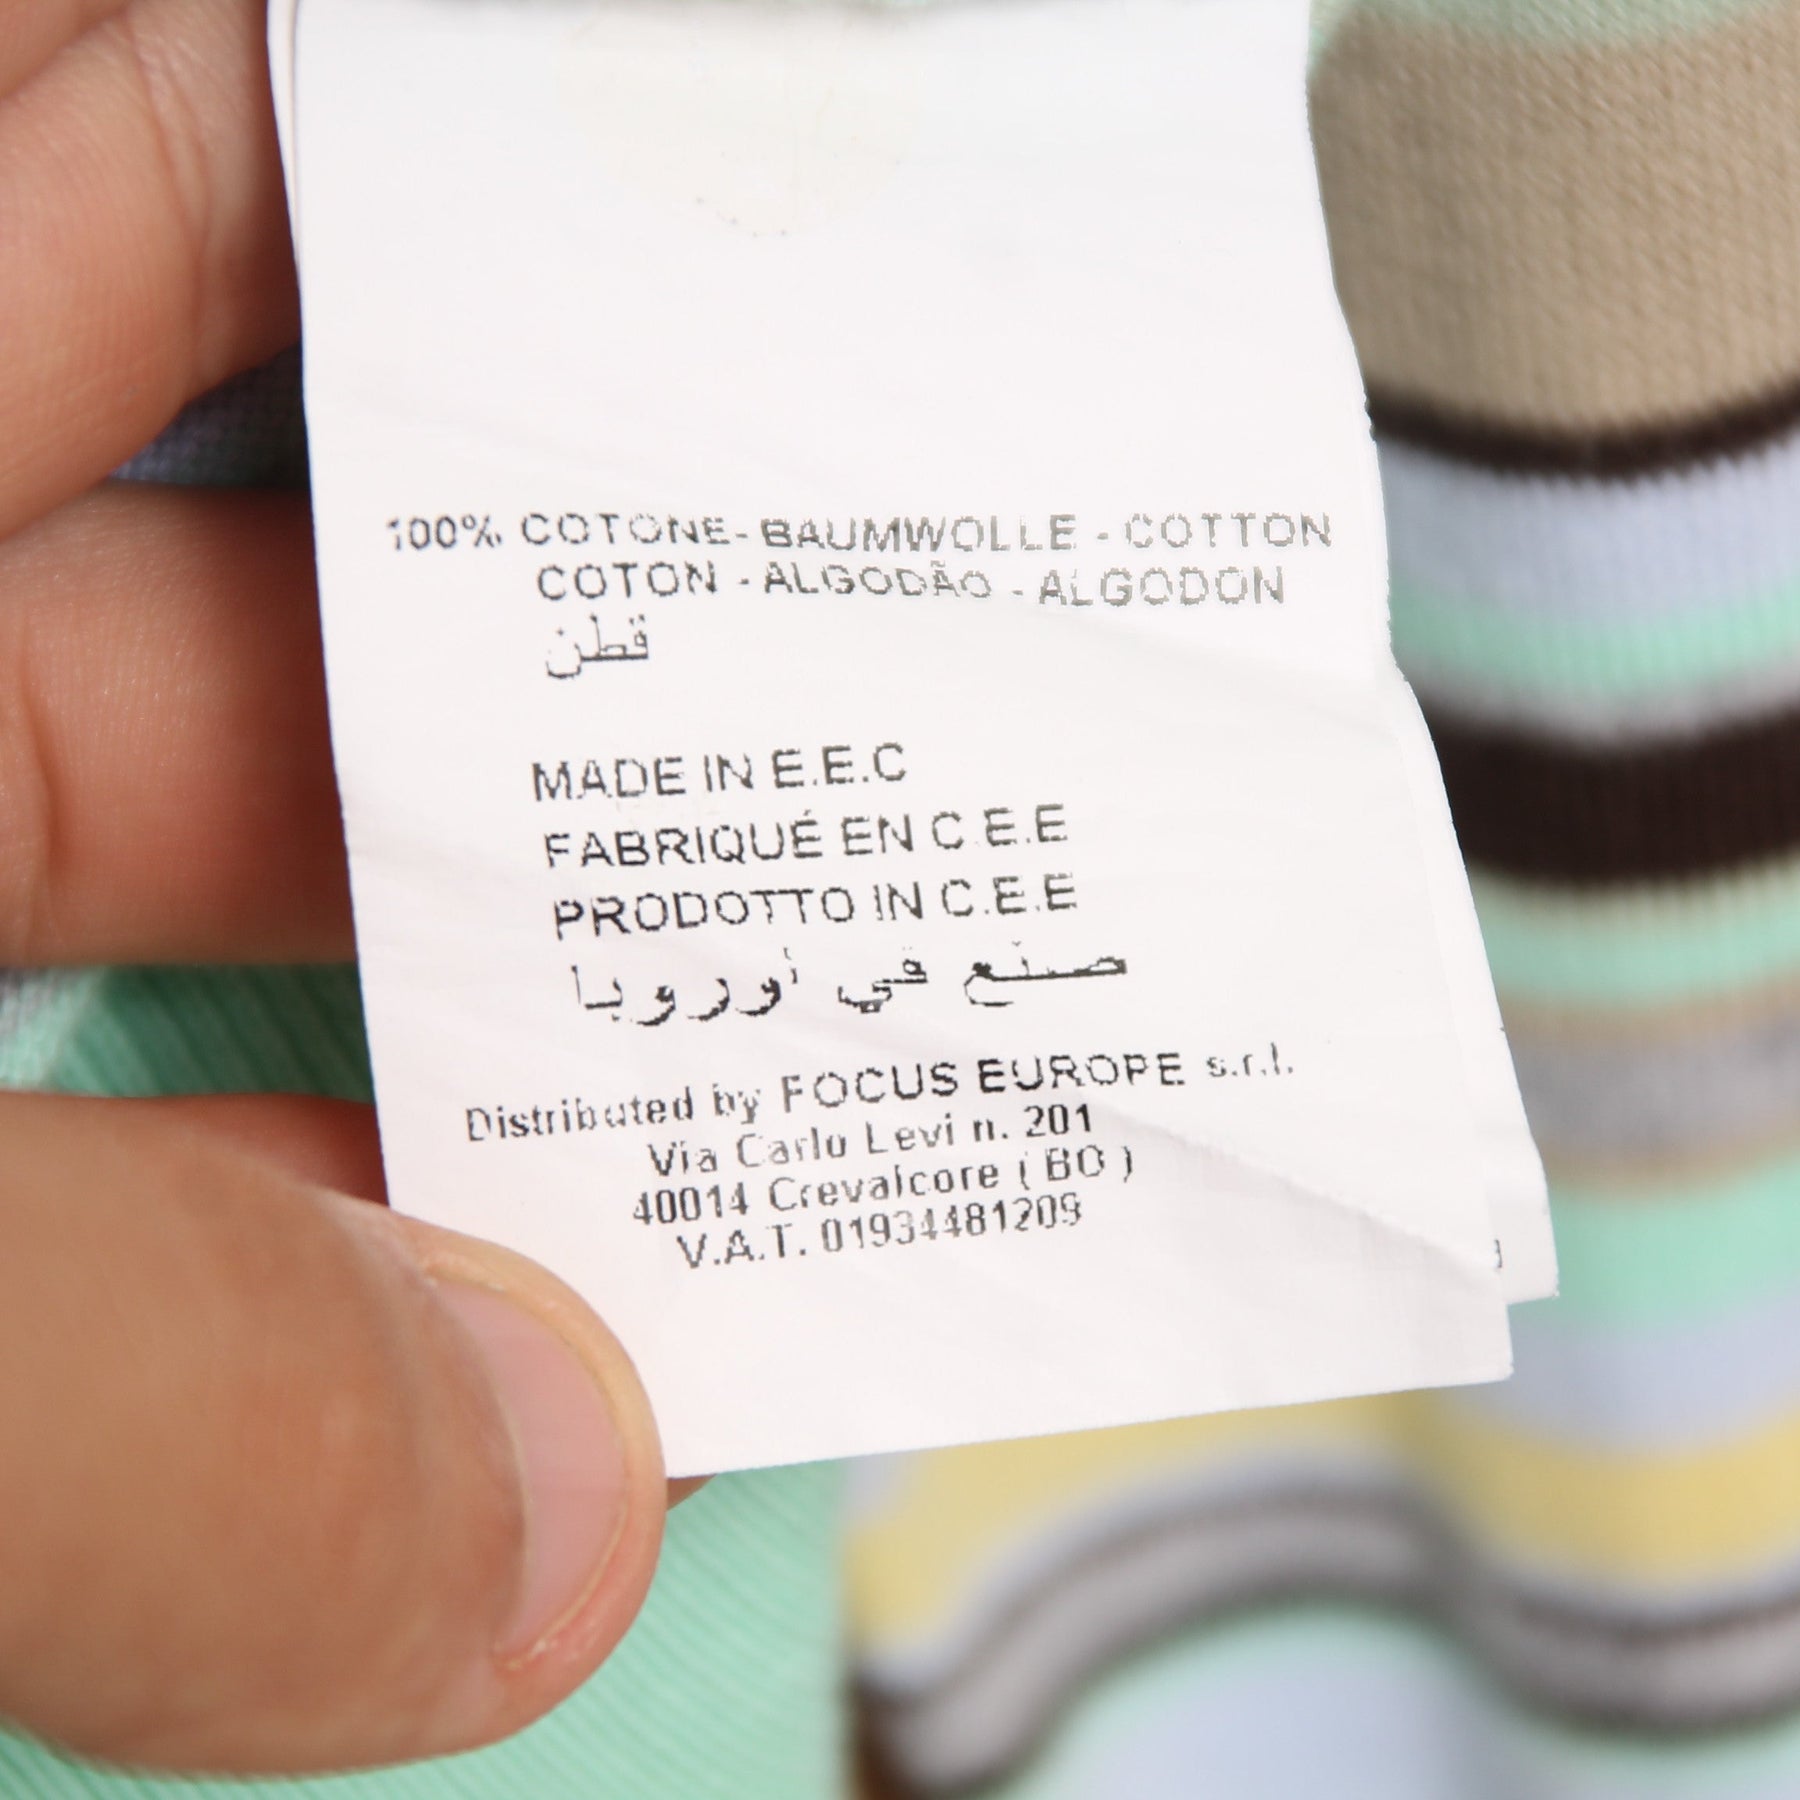 100% COTONE-BAUMWOLLE - COTTON
COTON - ALGODÃO - ALGODON
قطن
MADE IN E.E.C
FABRIQUÉ EN C.E.E
PRODOTTO IN C.E.E
صنع في أوروبا
Distributed by FOCUS EUROPE s.r.l.
Via Carlo Levi n. 201
40014 Crevalcore ( BO )
V.A.T. 01934481209